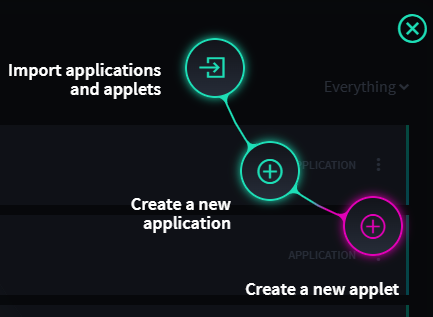 Import applications
and applets
Everything
APPLICATION
Create a new
application
APPLICATION
Create a new applet